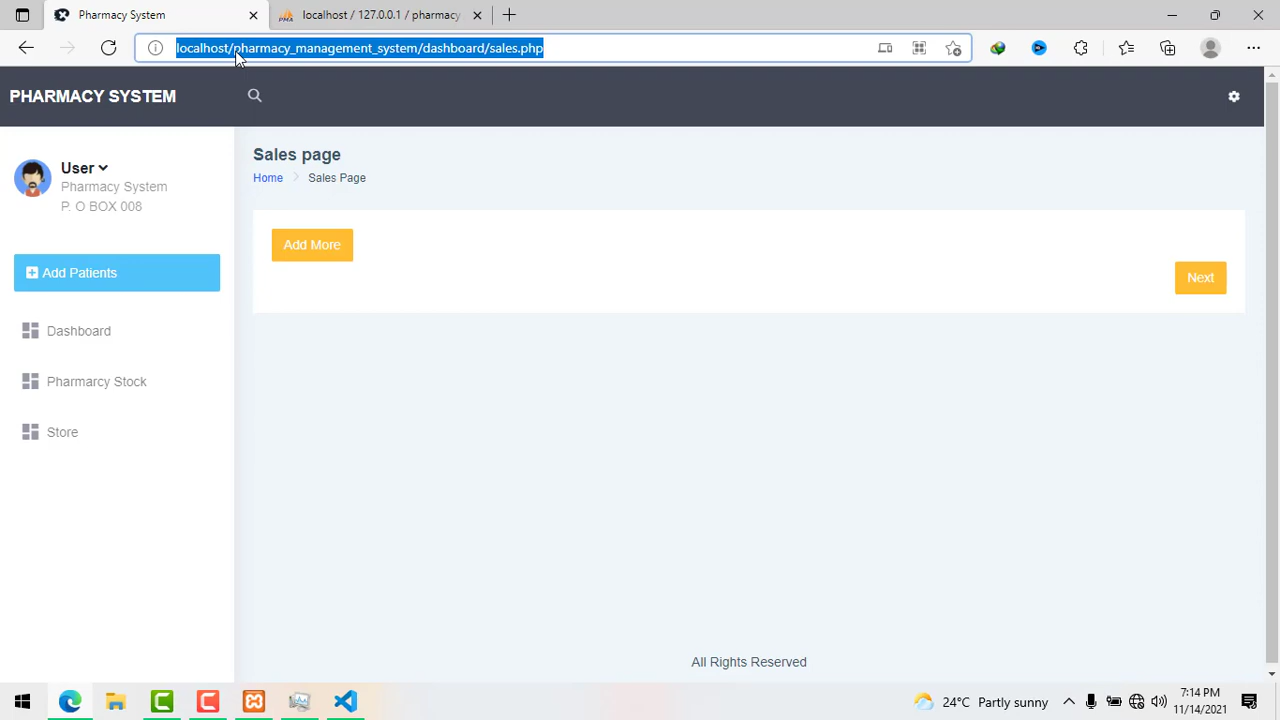 Pharmacy System
localhost / 127.0.0.1 / pharmacy
localhost/pharmacy_management_system/dashboard/sales.php
PHARMACY SYSTEM
User
Pharmacy System
P. O BOX 008
Add Patients
Dashboard
Pharmarcy Stock
Store
Sales page
Home
Sales Page
Add More
Next
All Rights Reserved
24°C Partly sunny
7:14 PM
11/14/2021